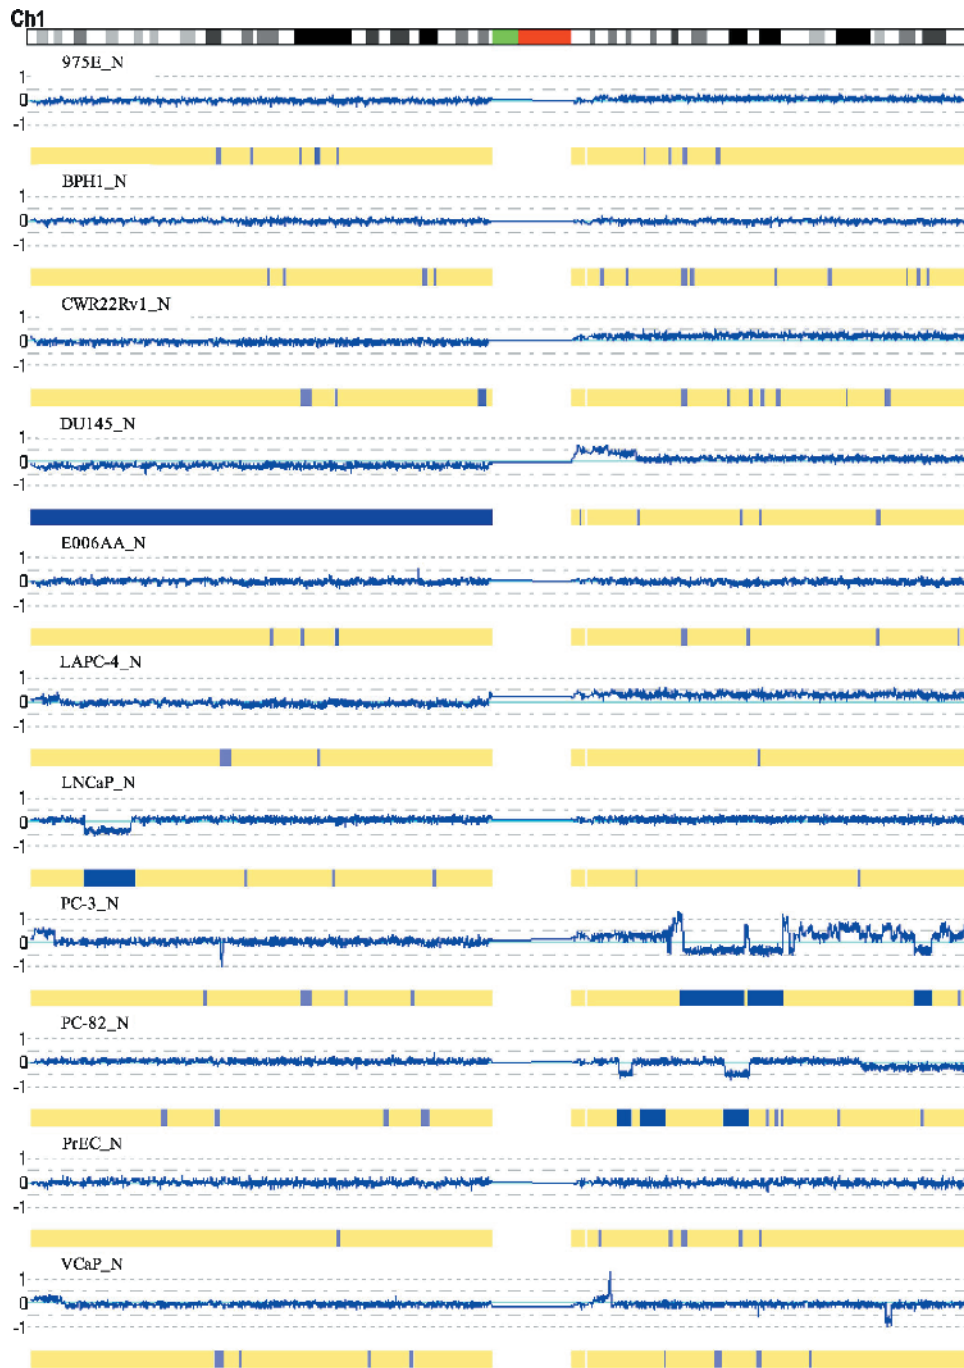 Ch1
975E_N
1
0
-1
BPH1_N
1
0
-1
CWR22Rv1_N
1
0
-1
DU145_N
1
0
-1
E006AA_N
1
0
-1
LAPC-4_N
1
0
-1
LNCaP_N
1
0
-1
PC-3_N
1
0
-1
PC-82_N
1
0
-1
PrEC_N
1
0
-1
VCaP_N
1
0
-1